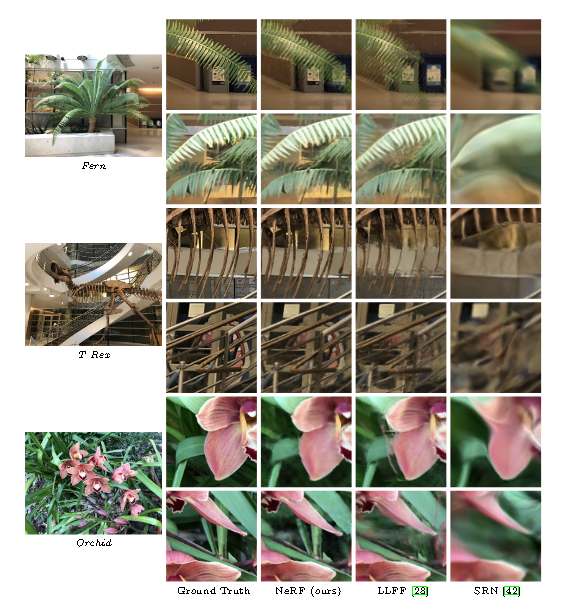 Fern
T Rex
Orchid
Ground Truth
NeRF (ours)
LLFF [28]
SRN [42]